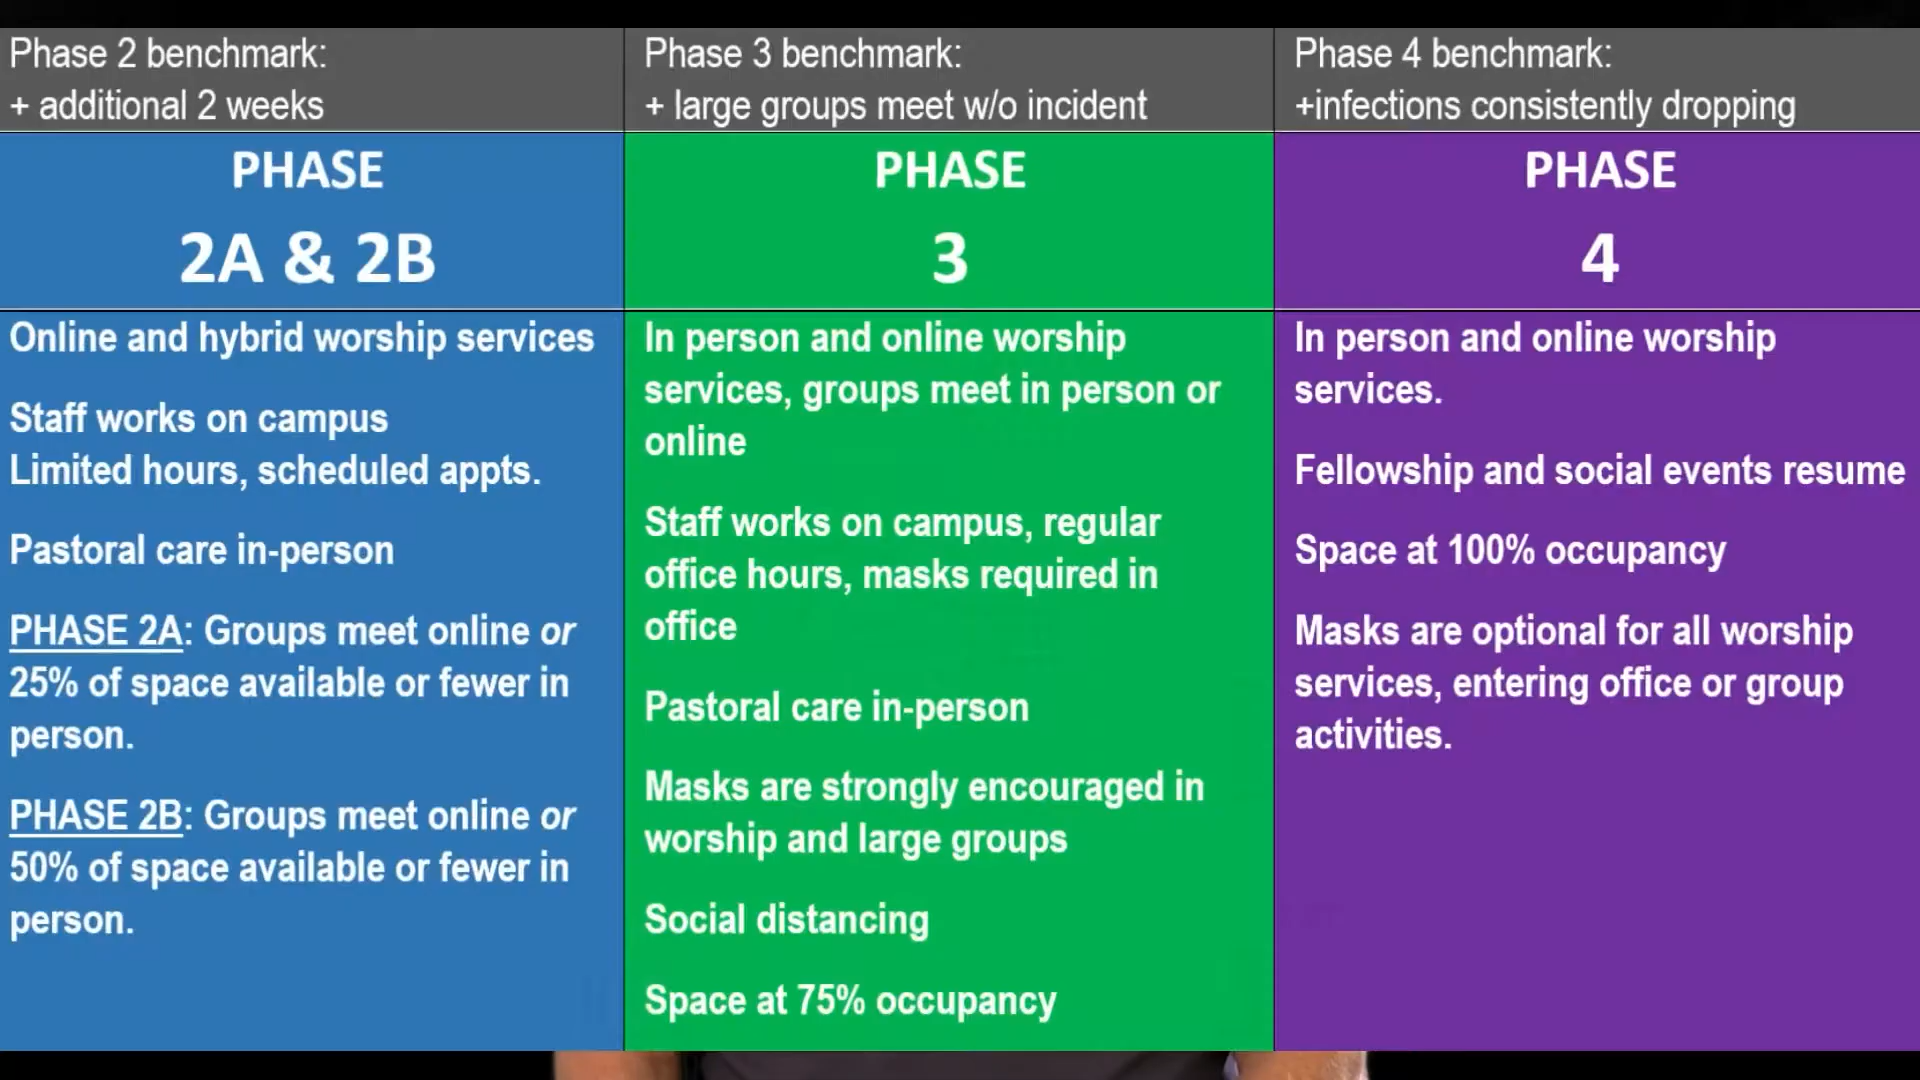 Phase 2 benchmark:
+ additional 2 weeks
PHASE
2A & 2B
Online and hybrid worship services
Staff works on campus
Limited hours, scheduled appts.
Pastoral care in-person
PHASE 2A: Groups meet online or
25% of space available or fewer in
person.
PHASE 2B: Groups meet online or
50% of space available or fewer in
person.
Phase 3 benchmark:
+ large groups meet w/o incident
PHASE
3
In person and online worship
services, groups meet in person or
online
Staff works on campus, regular
office hours, masks required in
office
Pastoral care in-person
Masks are strongly encouraged in
worship and large groups
Social distancing
Space at 75% occupancy
Phase 4 benchmark:
+infections consistently dropping
PHASE
4
In person and online worship
services.
Fellowship and social events resume
Space at 100% occupancy
Masks are optional for all worship
services, entering office or group
activities.